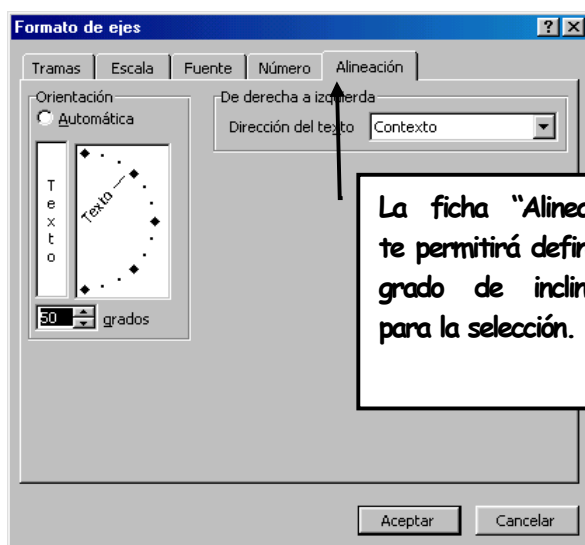 Formato de ejes
Tramas Escala Fuente Número Alineación
Orientación
Automática
Texto
Texto
50 grados
De derecha a izquierda
Dirección del texto Contexto
La ficha “Alinea
te permitirá defin
grado de inclin
para la selección.
Aceptar Cancelar